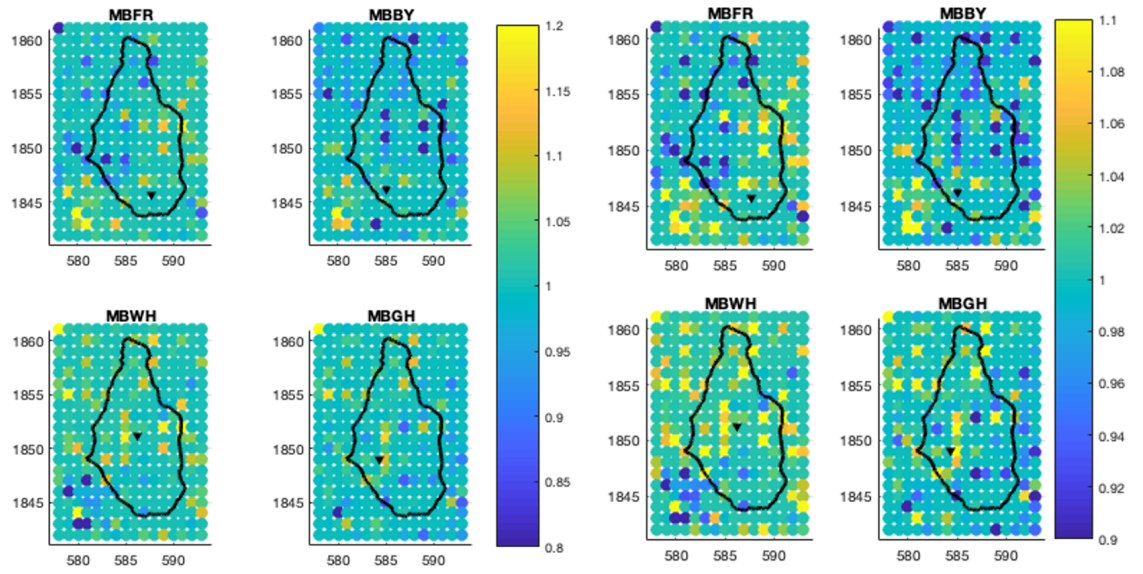 MBFR MBBY MBFR MBBY
1860 1860 1.2 1860 1860 1.1
1855 1855 1.15 1855 1855 1.08
1850 1850 1.1 1850 1850 1.06
1845 1845 1.05 1845 1845 1.04
580 585 590 580 585 590 1 580 585 590 580 585 590 1.02
MBWH MBGH MBWH MBGH
1860 1860 0.95 1860 1860 1
1855 1855 0.9 1855 1855 0.98
1850 1850 0.85 1850 1850 0.96
1845 1845 0.8 1845 1845 0.94
580 585 590 580 585 590 580 585 590 580 585 590 0.92
0.9